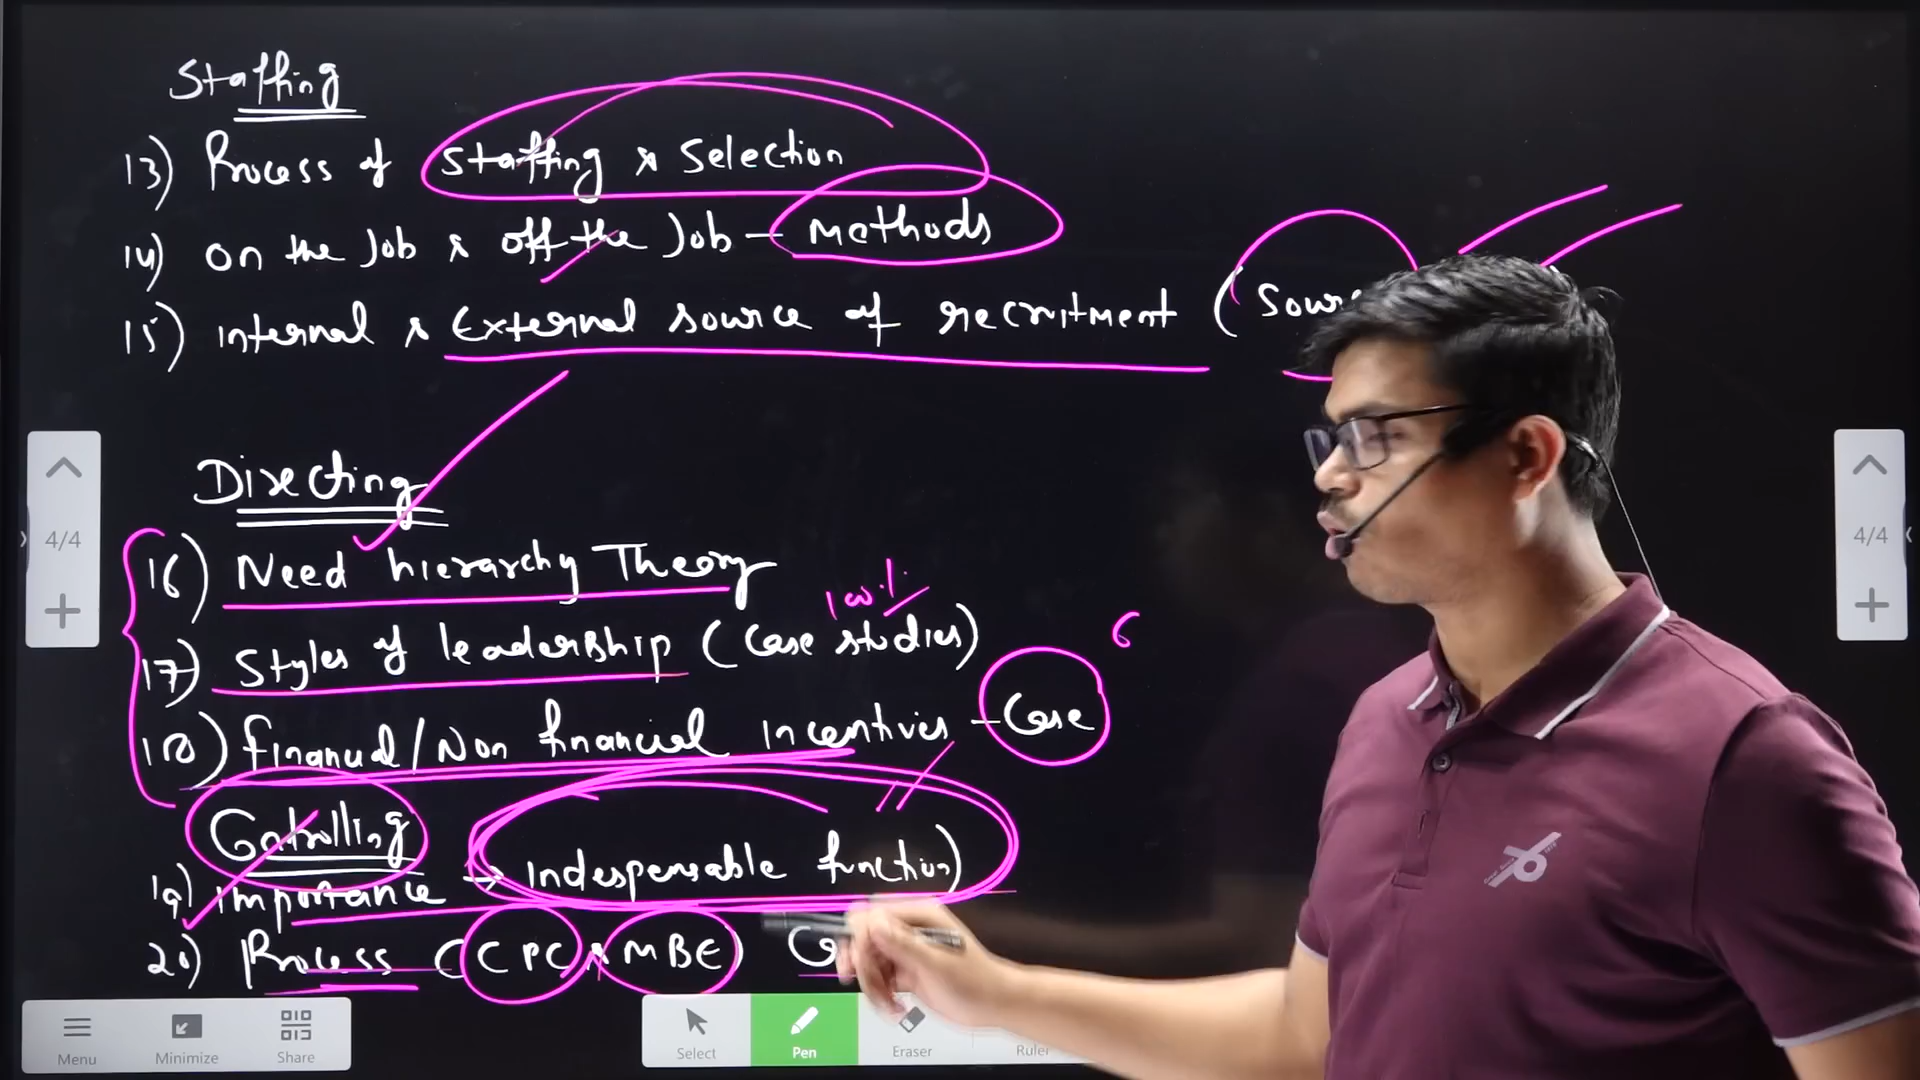 Staffing
13) Process of Staffing & Selection
14) on the Job & off the Job - methods
15) internal & External source of recruitment (
Directing
16) Need hierarchy Theory
100%
17) Styles of leadership (Case studies)
18) financial / Non financial incentives - Case
Controlling
19) importance → indespensable function)
20) Process (CPC & MBE)
4/4
4/4
Menu
Minimize
Share
Select
Pen
Eraser
Ruler